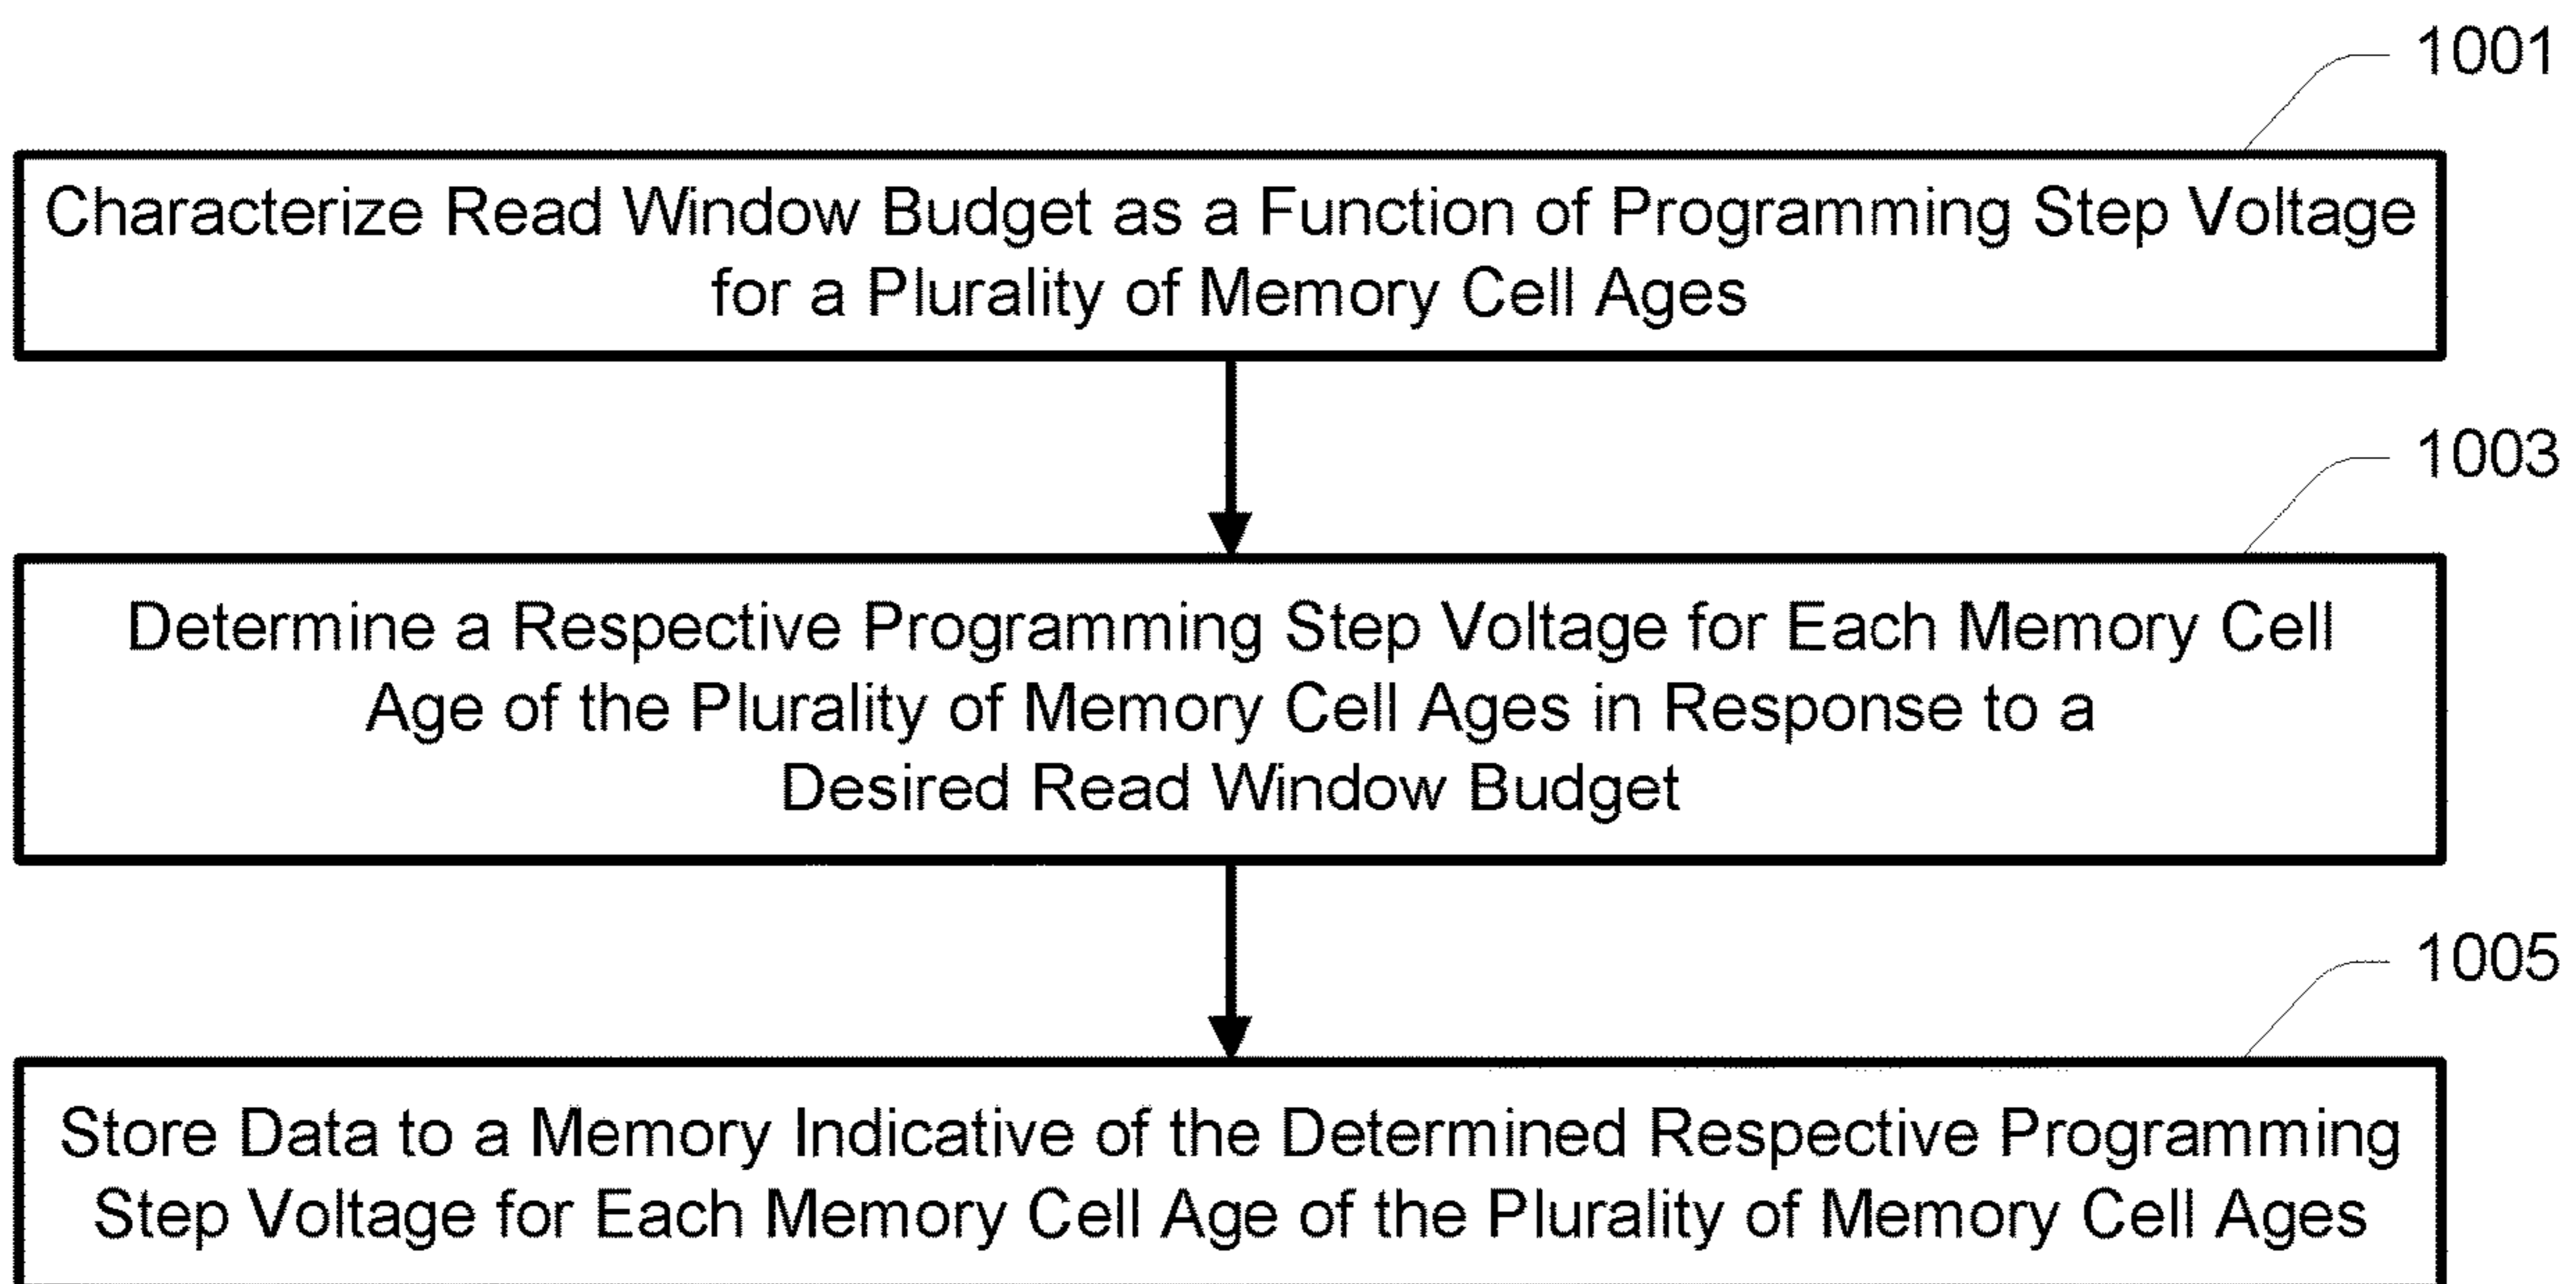 1001
Characterize Read Window Budget as a Function of Programming Step Voltage
for a Plurality of Memory Cell Ages
1003
Determine a Respective Programming Step Voltage for Each Memory Cell
Age of the Plurality of Memory Cell Ages in Response to a
Desired Read Window Budget
1005
Store Data to a Memory Indicative of the Determined Respective Programming
Step Voltage for Each Memory Cell Age of the Plurality of Memory Cell Ages